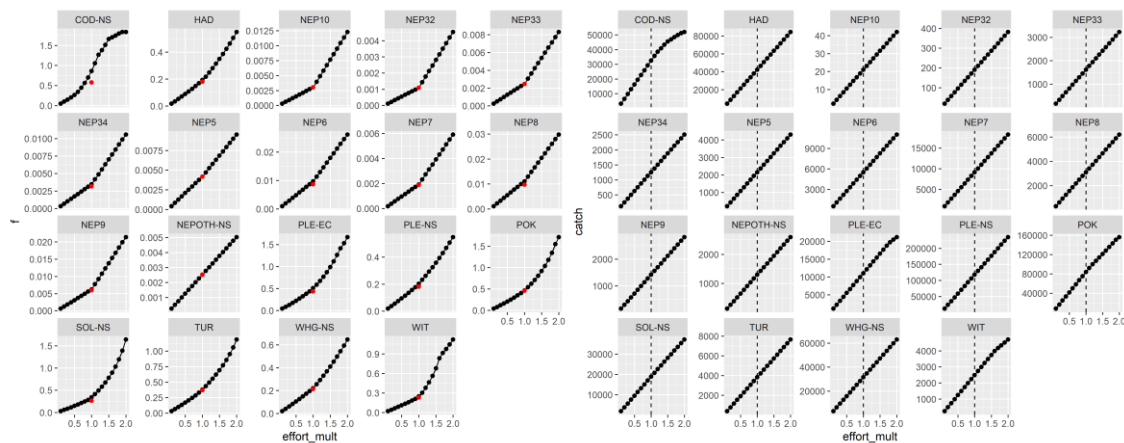 COD-NS
1.5
1.0
0.5
0.0
HAD
0.4
0.2
0.0
NEP10
0.0125
0.0100
0.0075
0.0050
0.0025
0.0000
NEP32
0.004
0.003
0.002
0.001
0.000
NEP33
0.008
0.006
0.004
0.002
0.000
NEP34
0.0100
0.0075
0.0050
0.0025
0.0000
NEP5
0.0075
0.0050
0.0025
0.0000
NEP6
0.02
0.01
0.00
NEP7
0.006
0.004
0.002
0.000
NEP8
0.03
0.02
0.01
0.00
f
NEP9
0.020
0.015
0.010
0.005
0.000
NEPOTH-NS
0.005
0.004
0.003
0.002
0.001
PLE-EC
1.5
1.0
0.5
0.0
PLE-NS
0.4
0.2
0.0
POK
1.5
1.0
0.5
0.0
0.5 1.0 1.5 2.0
SOL-NS
1.5
1.0
0.5
0.0
0.5 1.0 1.5 2.0
TUR
1.00
0.75
0.50
0.25
0.00
0.5 1.0 1.5 2.0
WHG-NS
0.6
0.4
0.2
0.0
0.5 1.0 1.5 2.0
WIT
0.9
0.6
0.3
0.0
0.5 1.0 1.5 2.0
effort_mult
COD-NS
50000
40000
30000
20000
10000
HAD
80000
60000
40000
20000
NEP10
40
30
20
10
0
NEP32
400
300
200
100
NEP33
3000
2000
1000
NEP34
2500
2000
1500
1000
500
NEP5
4000
3000
2000
1000
NEP6
9000
6000
3000
NEP7
15000
10000
5000
NEP8
6000
4000
2000
catch
NEP9
2000
1000
NEPOTH-NS
2000
1000
PLE-EC
20000
15000
10000
5000
PLE-NS
200000
150000
100000
50000
POK
160000
120000
80000
40000
0.5 1.0 1.5 2.0
SOL-NS
30000
20000
10000
0.5 1.0 1.5 2.0
TUR
8000
6000
4000
2000
0.5 1.0 1.5 2.0
WHG-NS
60000
40000
20000
0.5 1.0 1.5 2.0
WIT
4000
3000
2000
1000
0
0.5 1.0 1.5 2.0
effort_mult